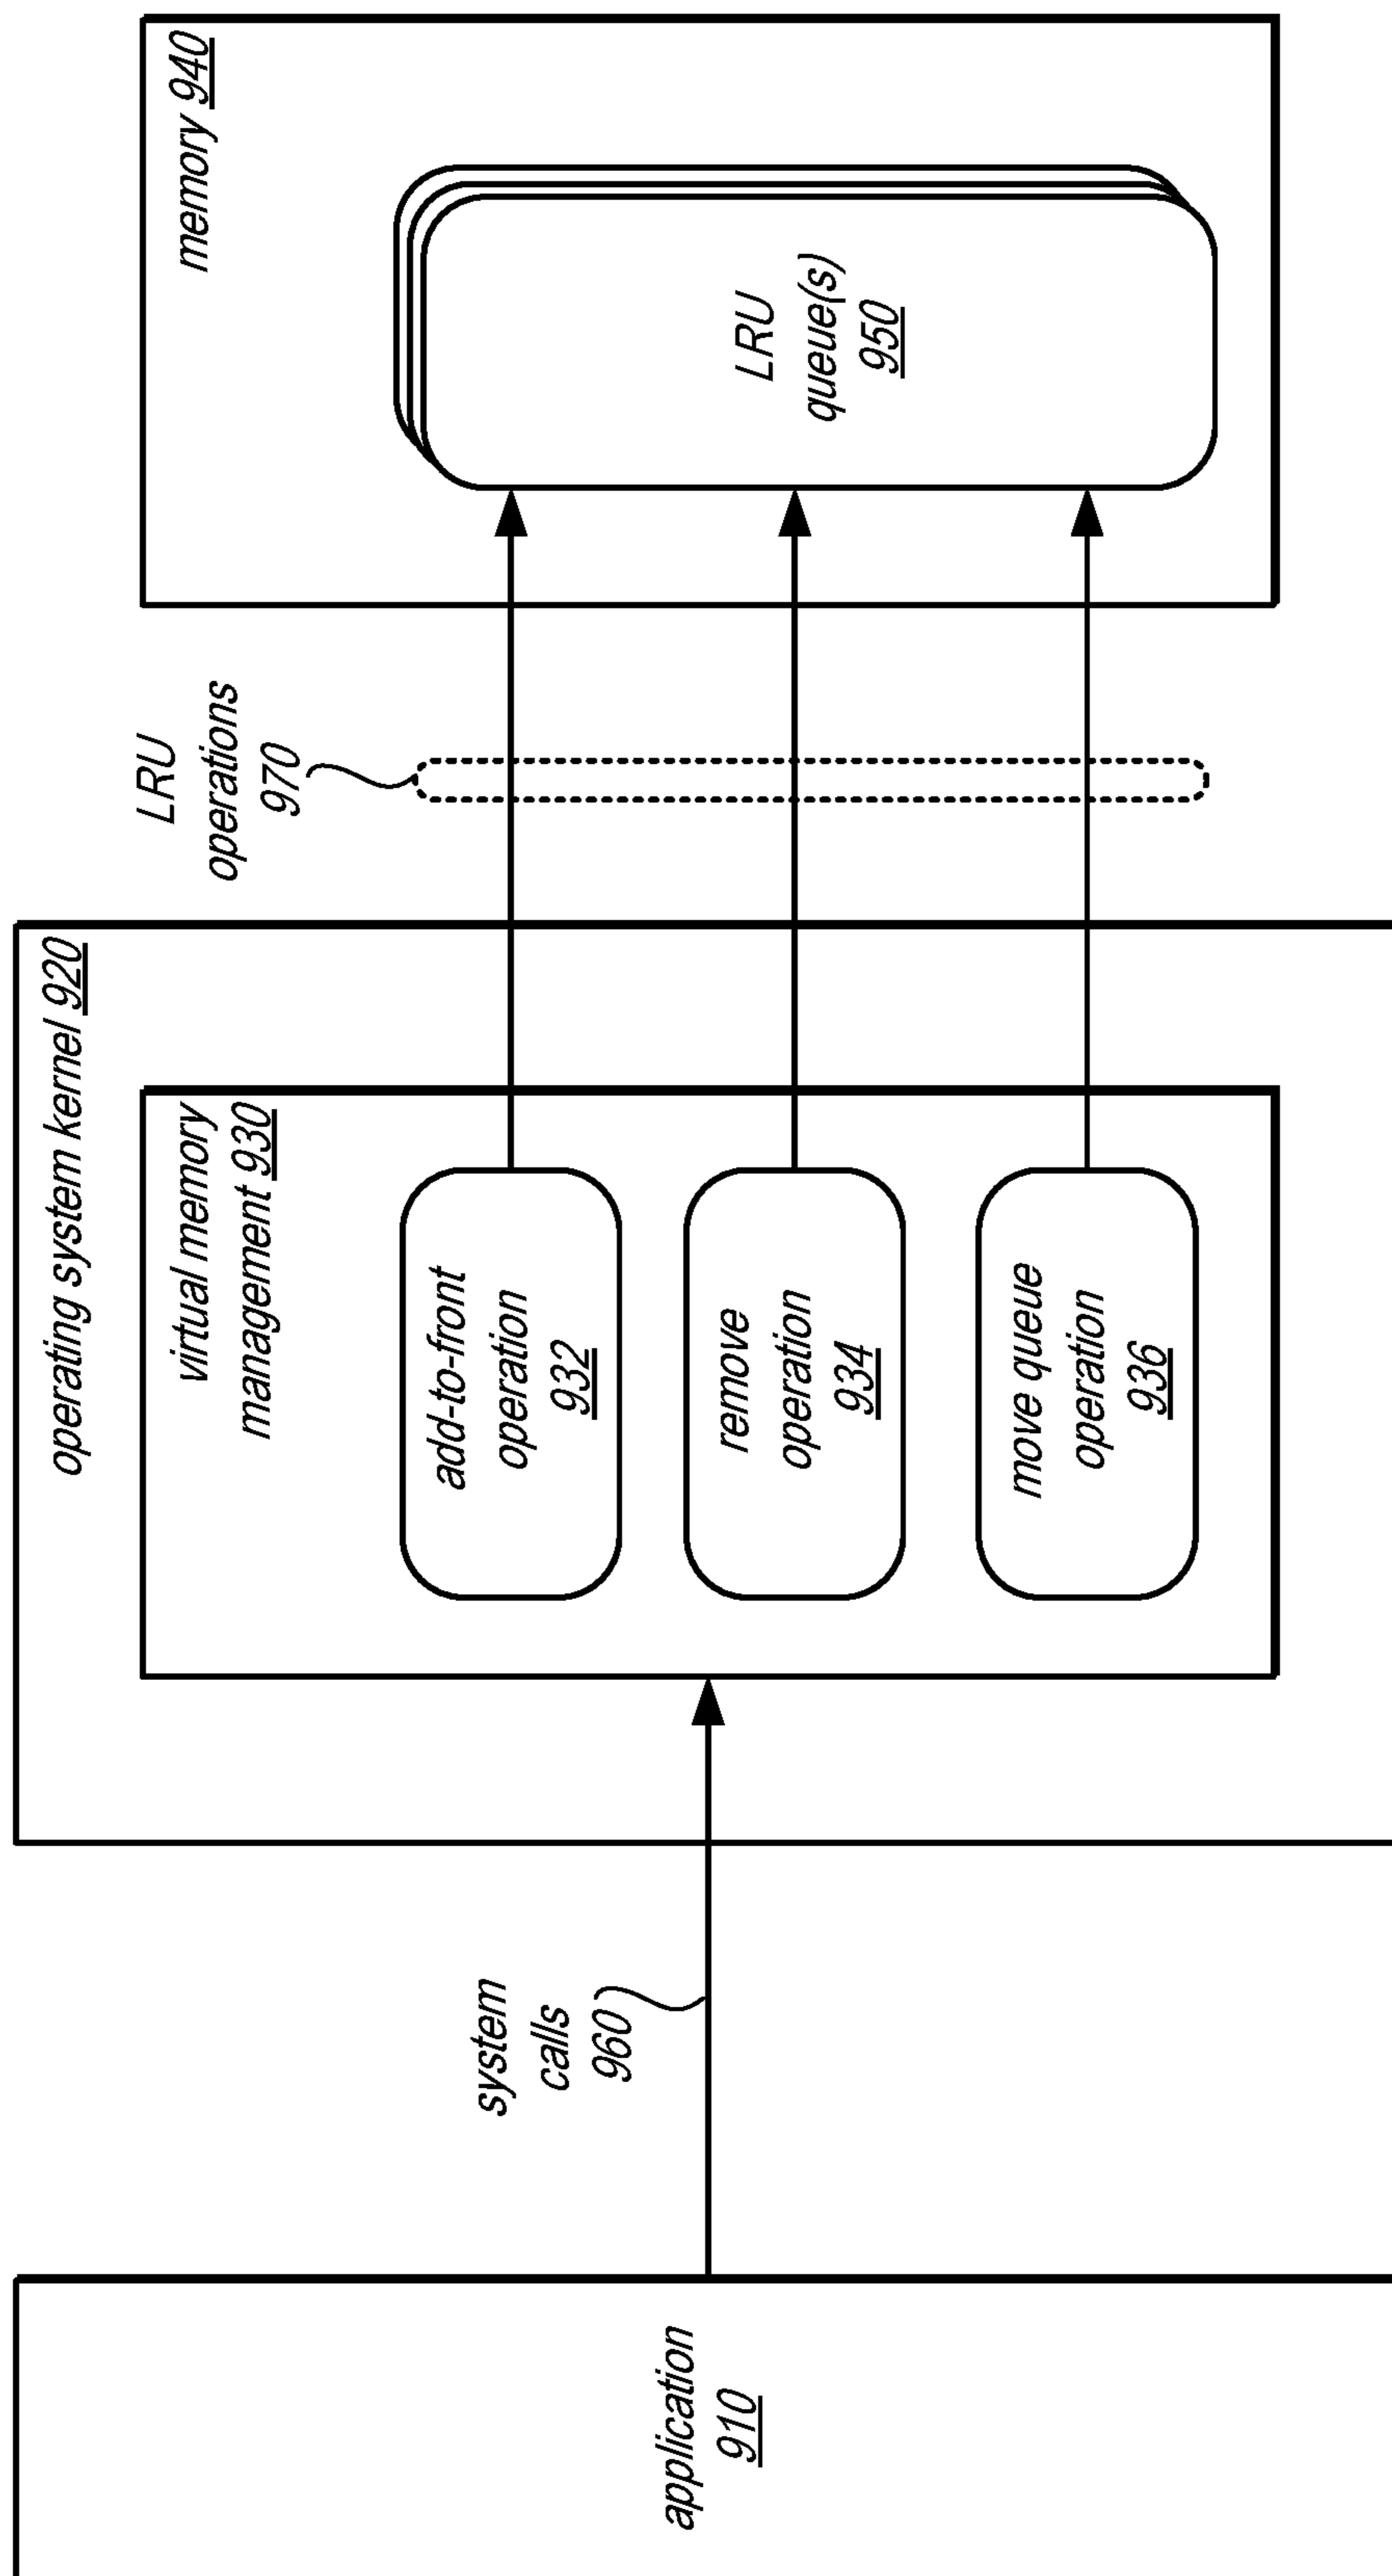 application
910
system
calls
960
operating system kernel 920
virtual memory
management 930
add-to-front
operation
932
remove
operation
934
move queue
operation
936
LRU
operations
970
memory 940
LRU
queue(s)
950